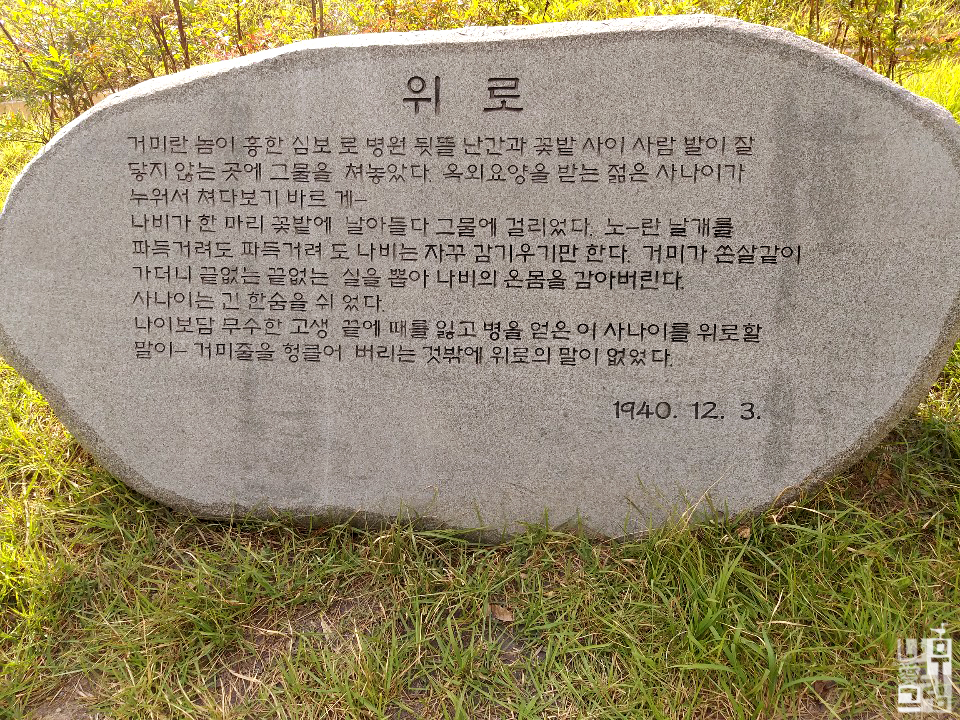 위 로
거미란 놈이 흉한 심보로 병원 뒷뜰 난간과 꽃밭 사이 사람 발이 잘
닿지 않는 곳에 그물을 쳐놓았다. 옥외요양을 받는 젊은 사나이가
누워서 쳐다보기 바르 게-
나비가 한 마리 꽃밭에 날아들다 그물에 걸리었다. 노-란 날개를
파득거려도 파득거려 도 나비는 자꾸 감기우기만 한다. 거미가 쏜살같이
가더니 끝없는 끝없는 실을 뽑아 나비의 온몸을 감아버린다.
사나이는 긴 한숨을 쉬 었다.
나이보담 무수한 고생 끝에 때를 잃고 병을 얻은 이 사나이를 위로할
말이- 거미줄을 헝클어 버리는 것밖에 위로의 말이 없었다.
1940. 12. 3.